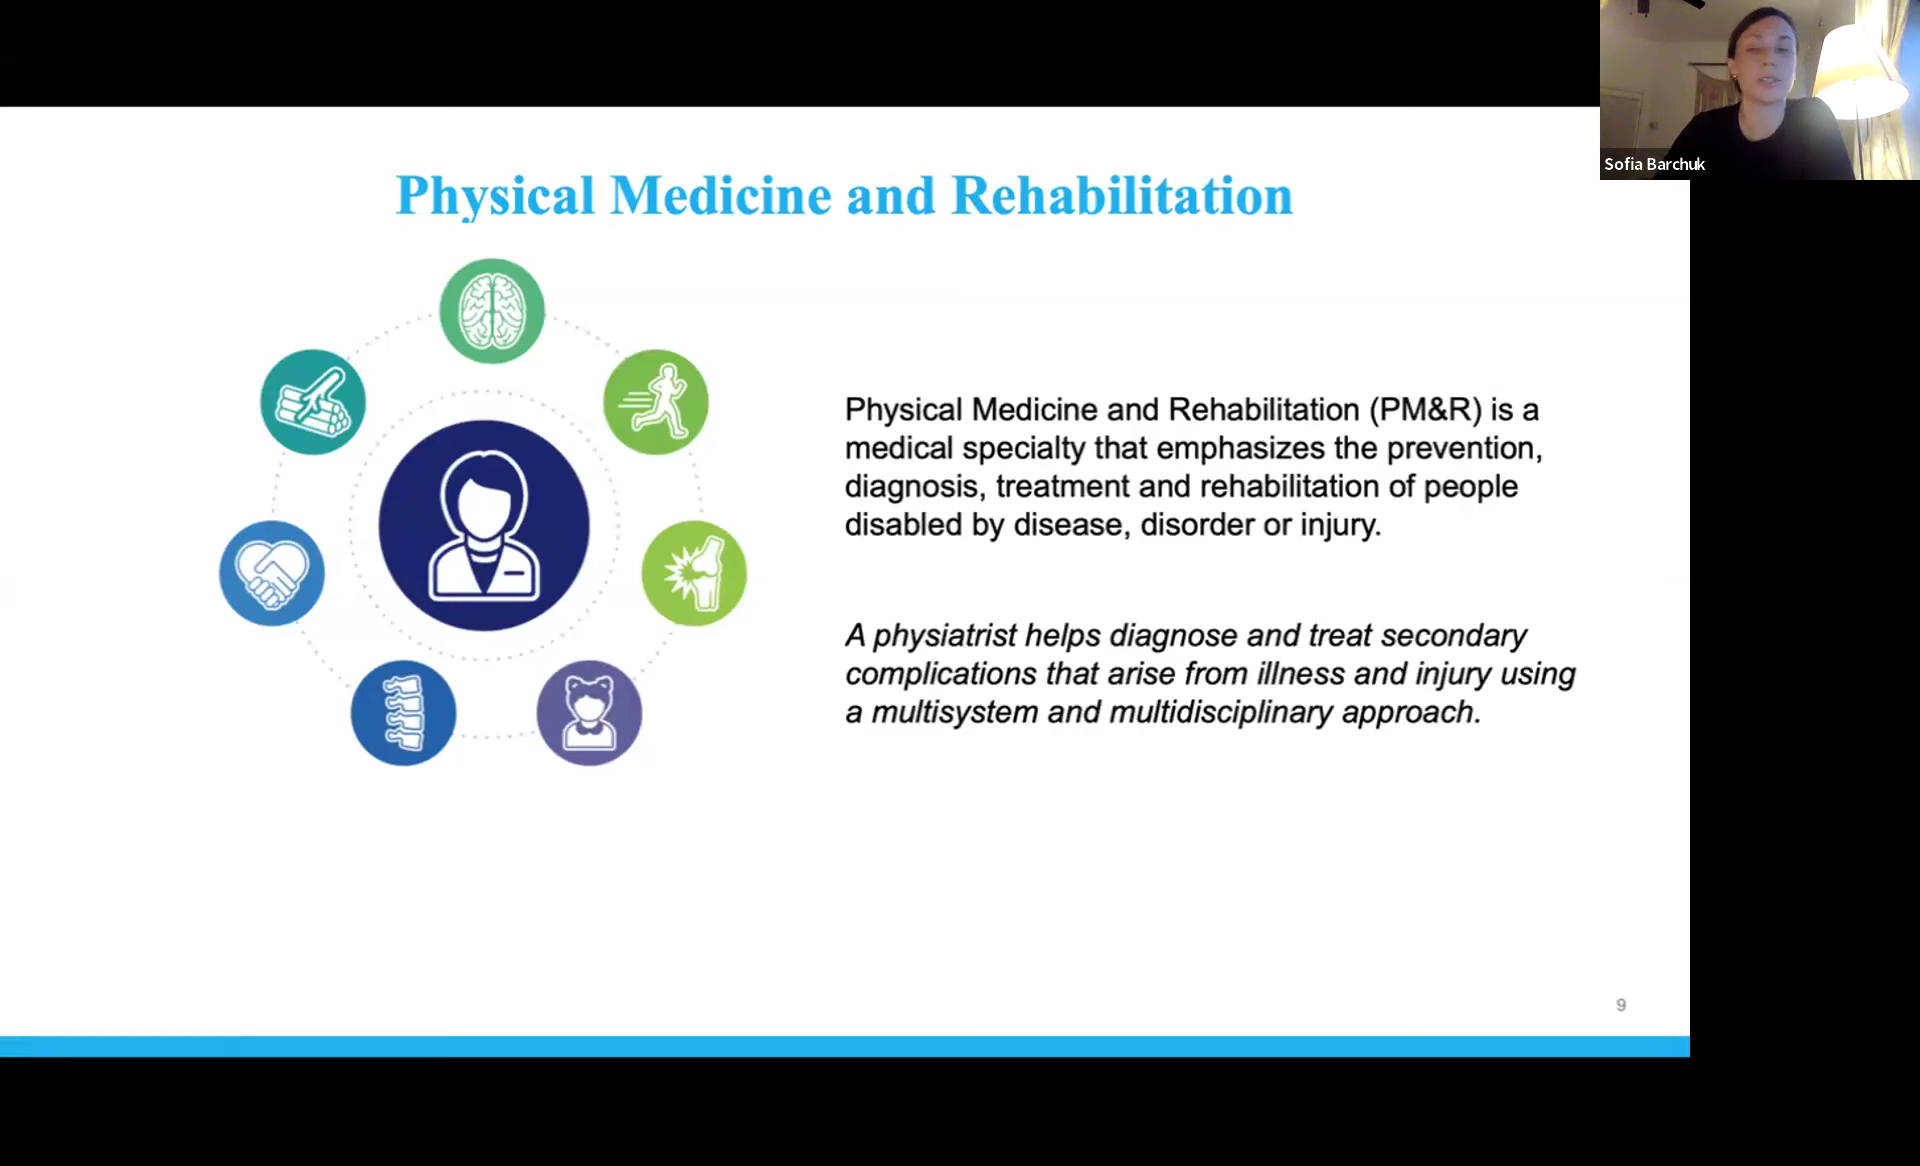 Sofia Barchuk
Physical Medicine and Rehabilitation
Physical Medicine and Rehabilitation (PM&R) is a
medical specialty that emphasizes the prevention,
diagnosis, treatment and rehabilitation of people
disabled by disease, disorder or injury.
A physiatrist helps diagnose and treat secondary
complications that arise from illness and injury using
a multisystem and multidisciplinary approach.
9